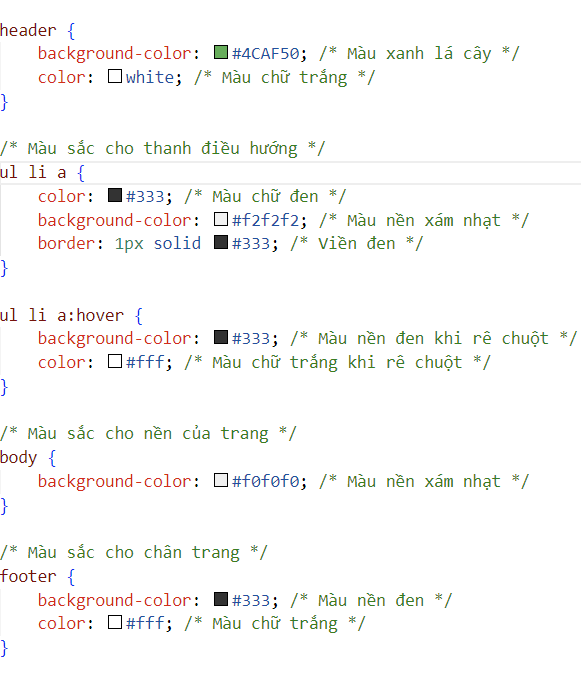 header {
    background-color: #4CAF50; /* Màu xanh lá cây */
    color: white; /* Màu chữ trắng */
}
/* Màu sắc cho thanh điều hướng */
ul li a {
    color: #333; /* Màu chữ đen */
    background-color: #f2f2f2; /* Màu nền xám nhạt */
    border: 1px solid #333; /* Viền đen */
}
ul li a:hover {
    background-color: #333; /* Màu nền đen khi rê chuột */
    color: #fff; /* Màu chữ trắng khi rê chuột */
}
/* Màu sắc cho nền của trang */
body {
    background-color: #f0f0f0; /* Màu nền xám nhạt */
}
/* Màu sắc cho chân trang */
footer {
    background-color: #333; /* Màu nền đen */
    color: #fff; /* Màu chữ trắng */
}